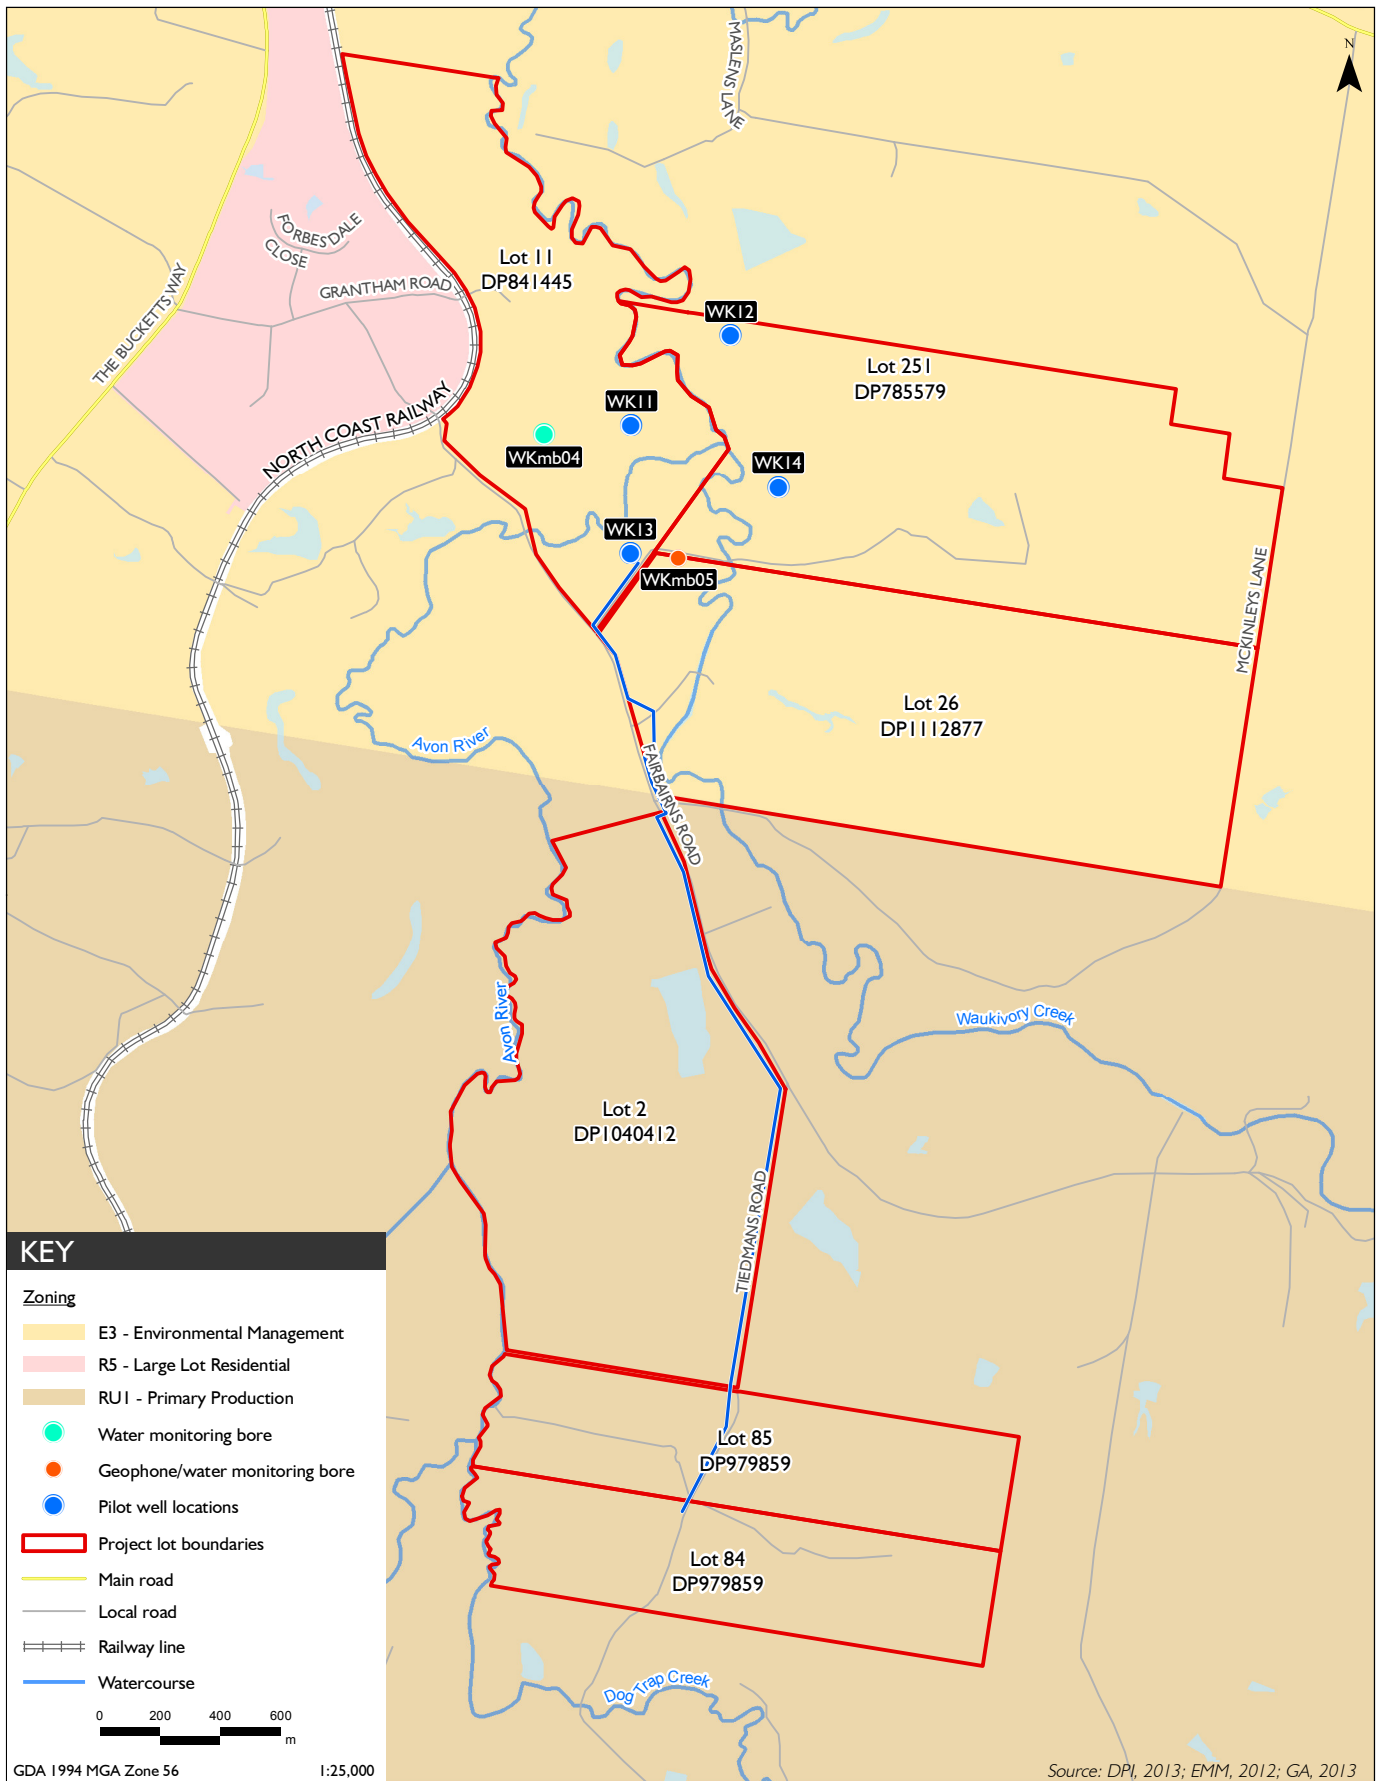 N
MASLENS LANE
FORBESDALE
CLOSE
GRANTHAM ROAD
THE BUCKETTS WAY
NORTH COAST RAILWAY
Lot 11
DP841445
WK12
Lot 251
DP785579
WK11
WKmb04
WK14
WK13
WKmb05
MCKINLEYS LANE
Lot 26
DP1112877
Avon River
FAIRBAIRNS ROAD
Avon River
Waukivory Creek
Lot 2
DP1040412
TIEDMANS ROAD
Lot 85
DP979859
Lot 84
DP979859
Dog Trap Creek
KEY
Zoning
E3 - Environmental Management
R5 - Large Lot Residential
RU1 - Primary Production
Water monitoring bore
Geophone/water monitoring bore
Pilot well locations
Project lot boundaries
Main road
Local road
Railway line
Watercourse
0 200 400 600
m
GDA 1994 MGA Zone 56 1:25,000
Source: DPI, 2013; EMM, 2012; GA, 2013